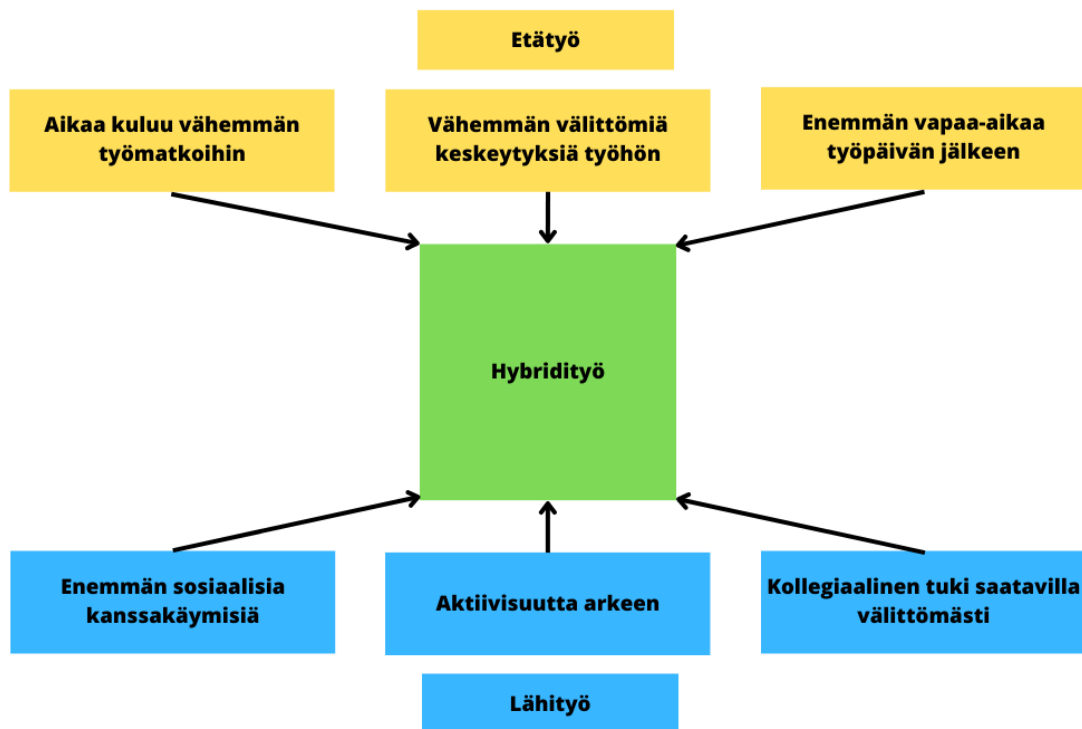 Etätyö
Aikaa kuluu vähemmän
työmatkoihin
Vähemmän välittömiä
keskeytyksiä työhön
Enemmän vapaa-aikaa
työpäivän jälkeen
Hybridityö
Enemmän sosiaalisia
kanssakäymisiä
Aktiivisuutta arkeen
Kollegiaalinen tuki saatavilla
välittömästi
Lähityö